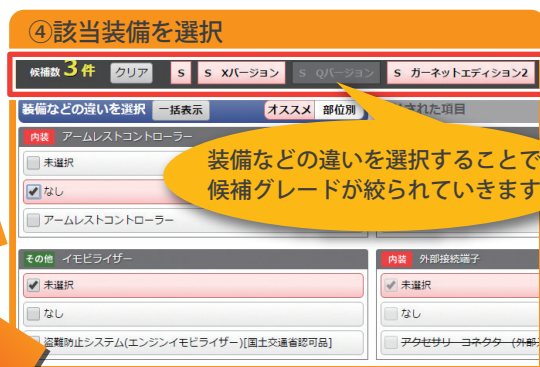 ④該当装備を選択
候補数 3 件 クリア S S Xバージョン S Qバージョン S ガーネットエディション2
装備などの違いを選択 一括表示 オススメ 部位別 された項目
内装 アームレストコントローラー
未選択
なし
アームレストコントローラー
装備などの違いを選択することで
候補グレードが絞られていきます
その他 イモビライザー
未選択
なし
盗難防止システム(エンジンイモビライザー)[国土交通省認可品]
内装 外部接続端子
未選択
なし
アクセサリーコネクタ (外部